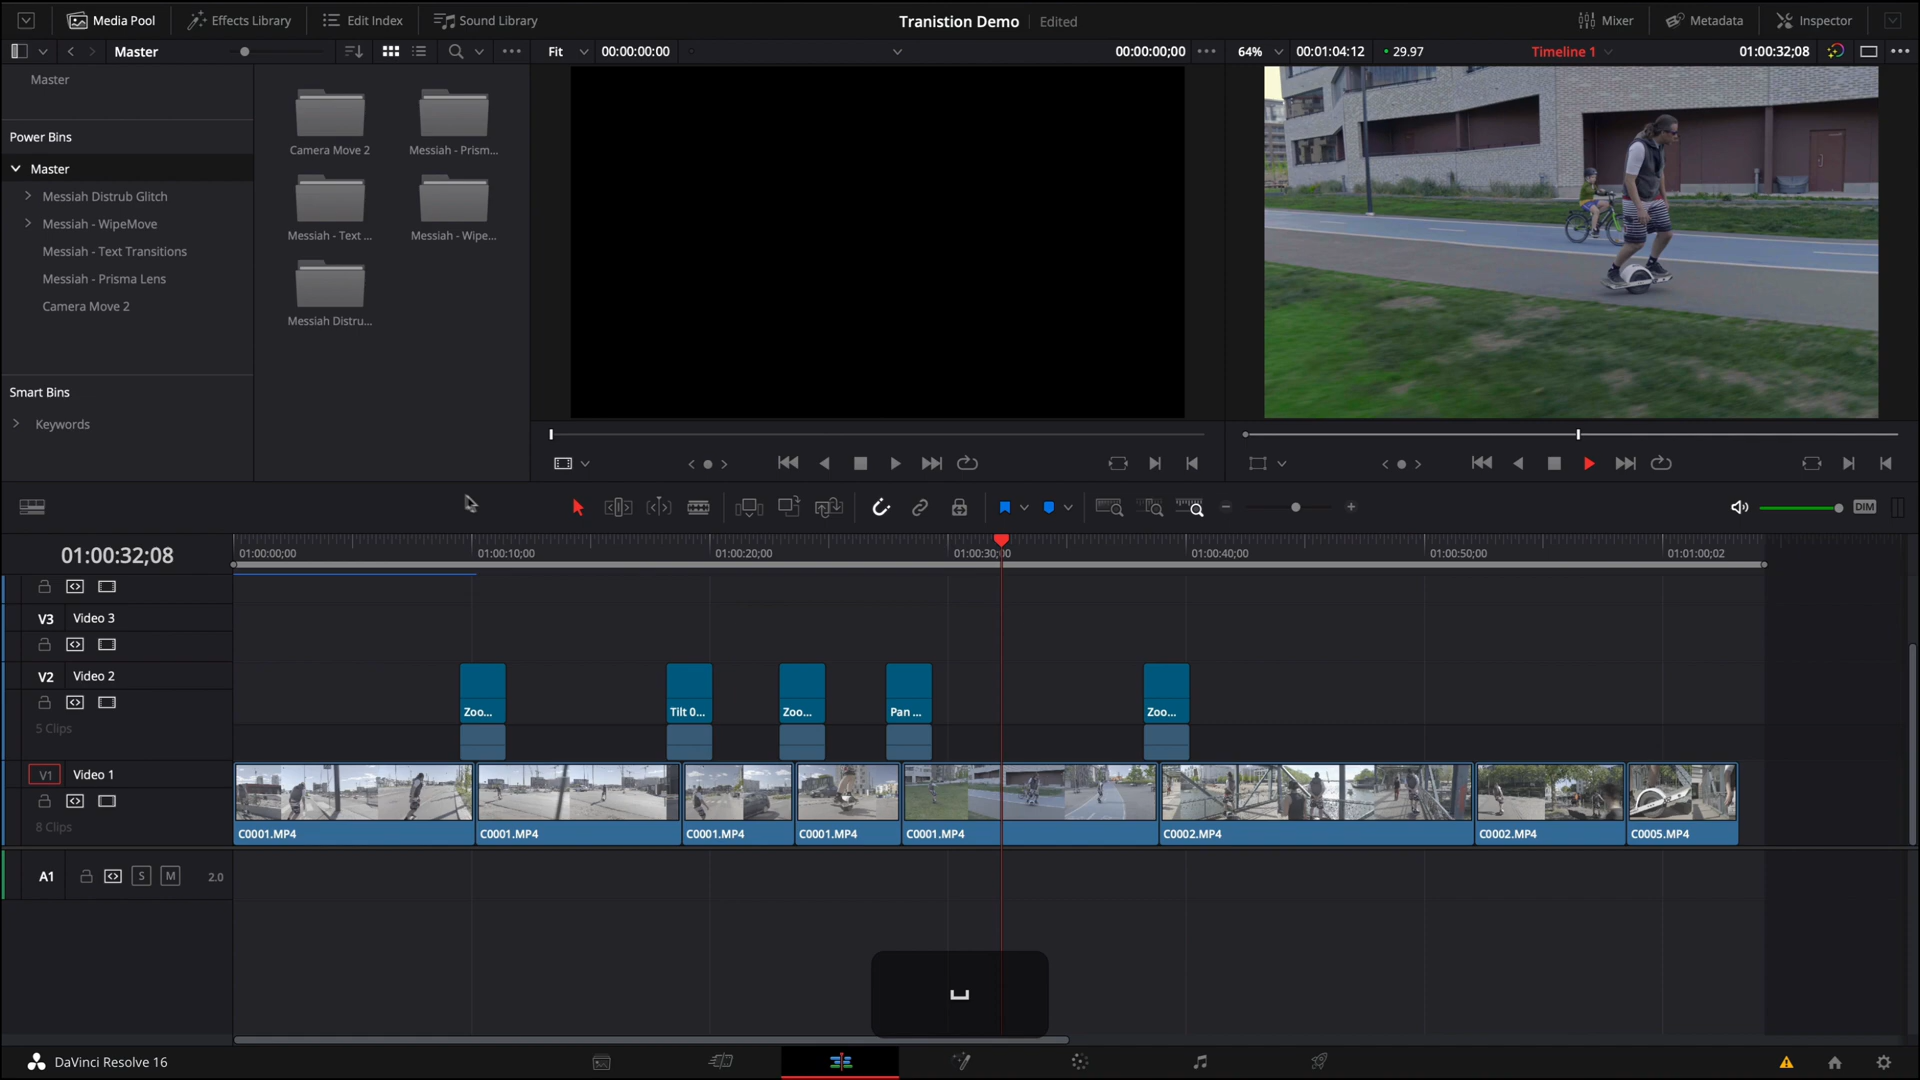 Media Pool Effects Library Edit Index Sound Library Transtion Demo Edited Mixer Metadata Inspector
Master Fit 00:00:00:00 00:00:00;00 64% 00:01:04:12 29.97 Timeline 1 01:00:32;08
Master
Power Bins
Master
Messiah Distrub Glitch
Messiah - WipeMove
Messiah - Text Transitions
Messiah - Prisma Lens
Camera Move 2
Smart Bins
Keywords
Camera Move 2 Messiah - Prism...
Messiah - Text ... Messiah - Wipe...
Messiah Distru...
DIM
01:00:32;08 01:00:00;00 01:00:10;00 01:00:20;00 01:00:30;00 01:00:40;00 01:00:50;00 01:01:00;02
V3 Video 3
V2 Video 2
5 Clips
Zoo... Tilt 0... Zoo... Pan ... Zoo...
V1 Video 1
8 Clips
C0001.MP4 C0001.MP4 C0001.MP4 C0001.MP4 C0001.MP4 C0002.MP4 C0002.MP4 C0005.MP4
A1 S M 2.0
DaVinci Resolve 16